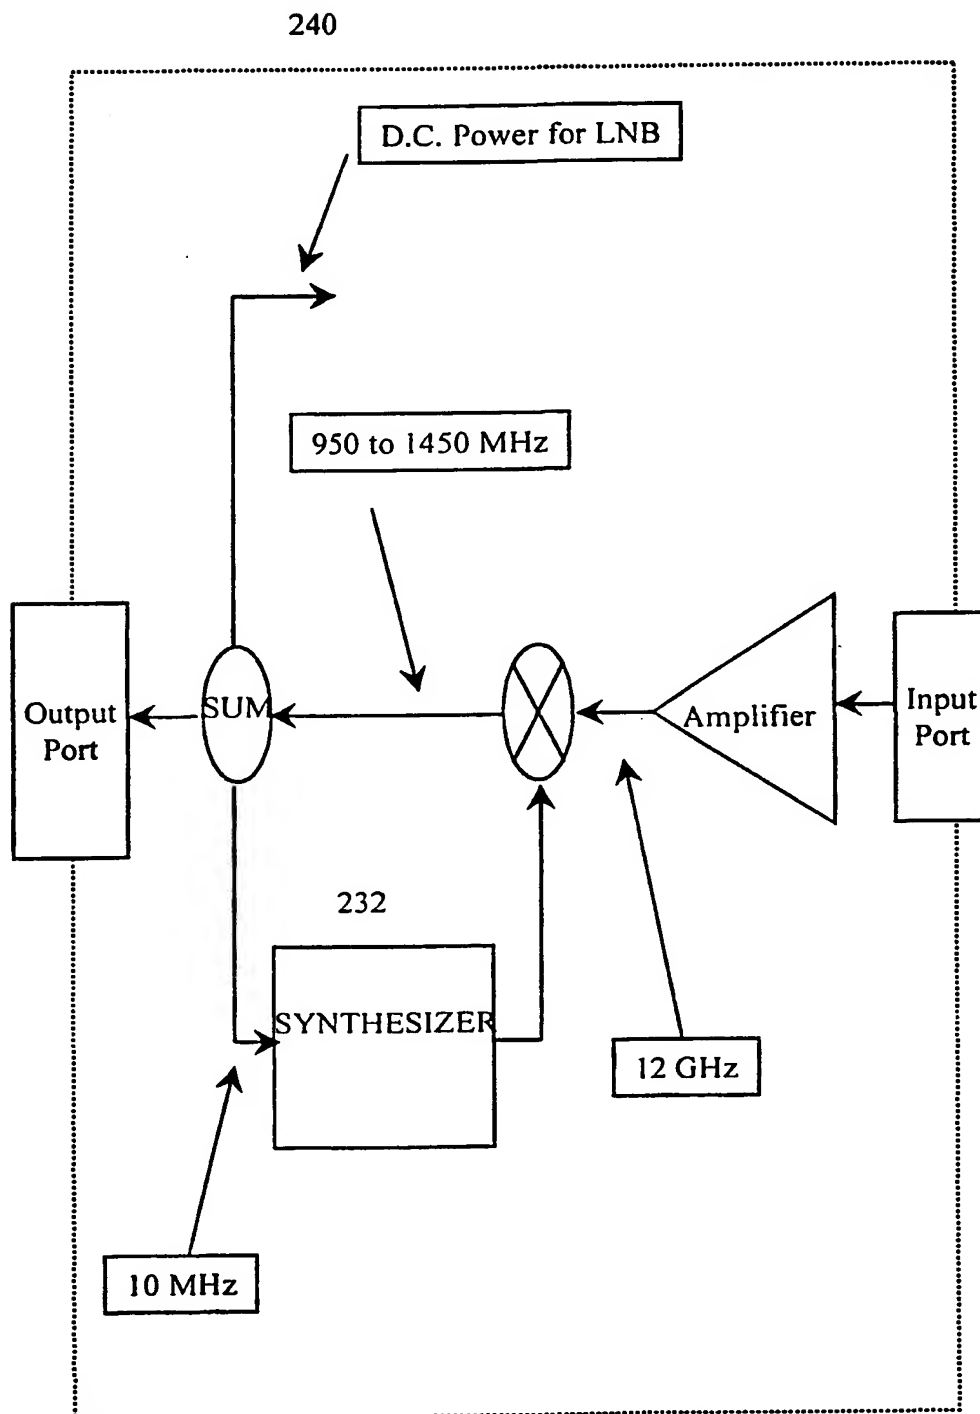 240
D.C. Power for LNB
950 to 1450 MHz
Output
Port
SUM
Amplifier
Input
Port
232
SYNTHESIZER
12 GHz
10 MHz